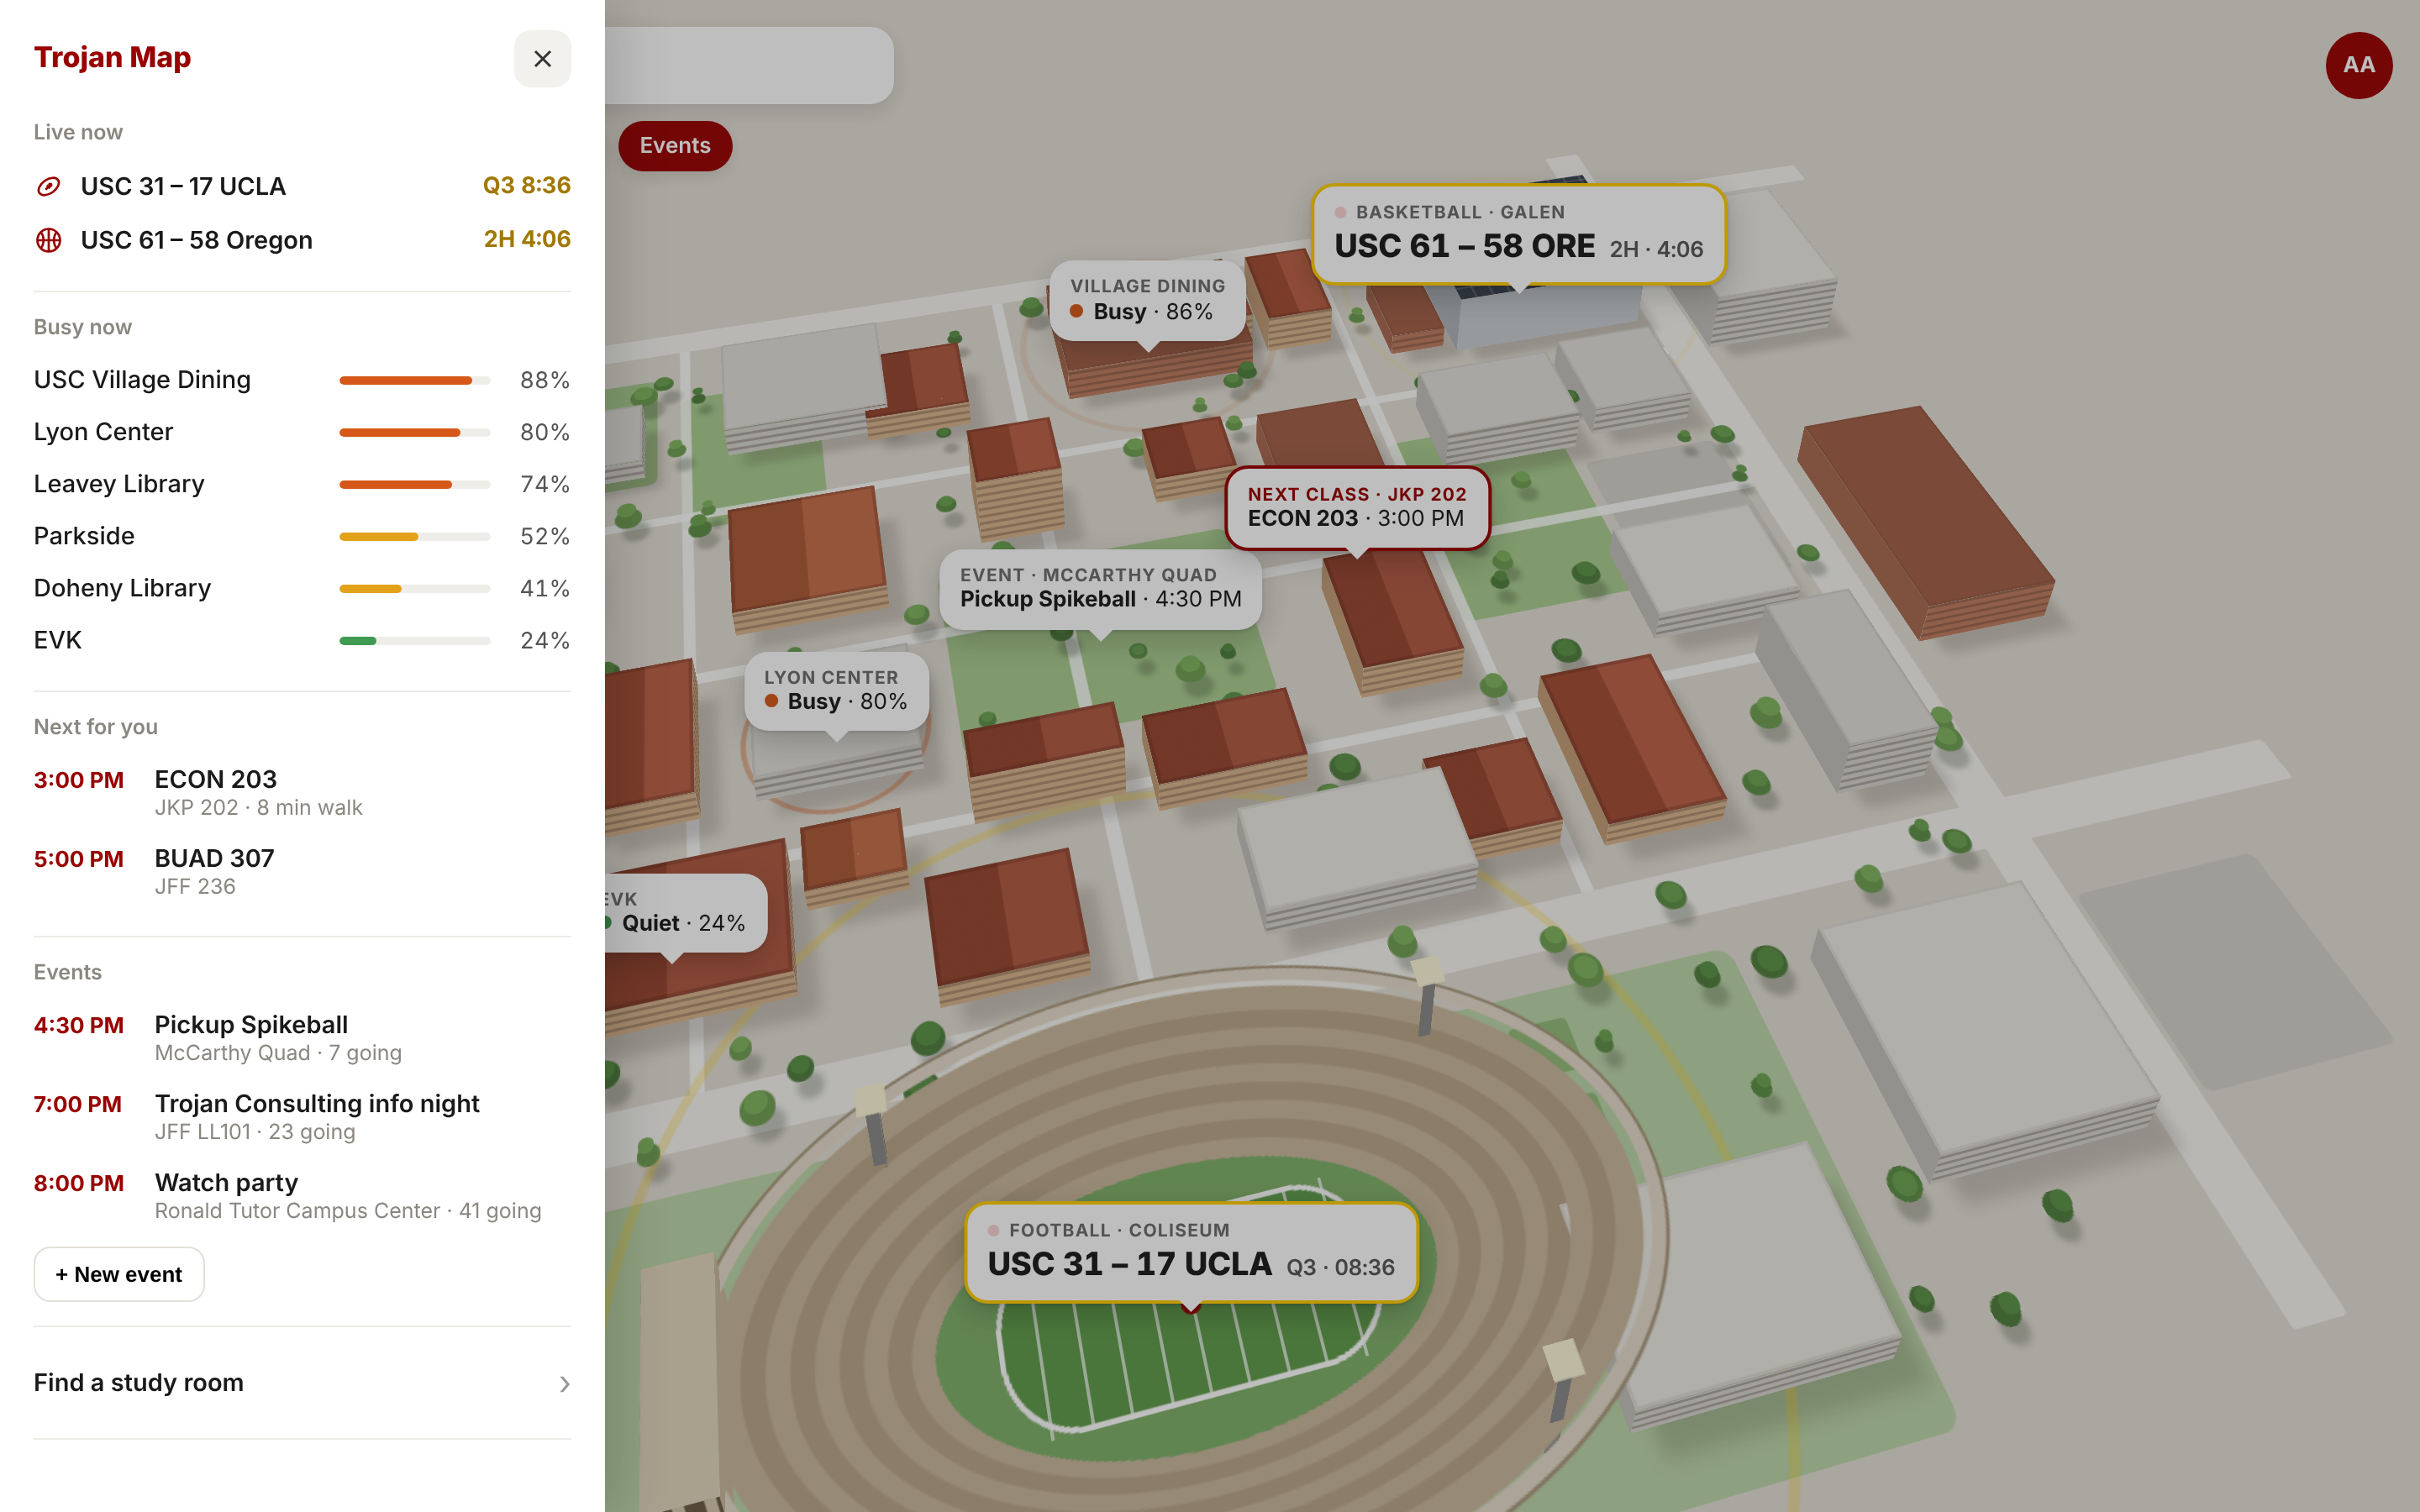 Trojan Map
Live now
USC 31 – 17 UCLA Q3 8:36
USC 61 – 58 Oregon 2H 4:06
Busy now
USC Village Dining 88%
Lyon Center 80%
Leavey Library 74%
Parkside 52%
Doheny Library 41%
EVK 24%
Next for you
3:00 PM ECON 203
JKP 202 · 8 min walk
5:00 PM BUAD 307
JFF 236
Events
4:30 PM Pickup Spikeball
McCarthy Quad · 7 going
7:00 PM Trojan Consulting info night
JFF LL101 · 23 going
8:00 PM Watch party
Ronald Tutor Campus Center · 41 going
+ New event
Find a study room
Events
AA
BASKETBALL · GALEN
USC 61 – 58 ORE 2H · 4:06
VILLAGE DINING
Busy · 86%
NEXT CLASS · JKP 202
ECON 203 · 3:00 PM
EVENT · MCCARTHY QUAD
Pickup Spikeball · 4:30 PM
LYON CENTER
Busy · 80%
EVK
Quiet · 24%
FOOTBALL · COLISEUM
USC 31 – 17 UCLA Q3 · 08:36